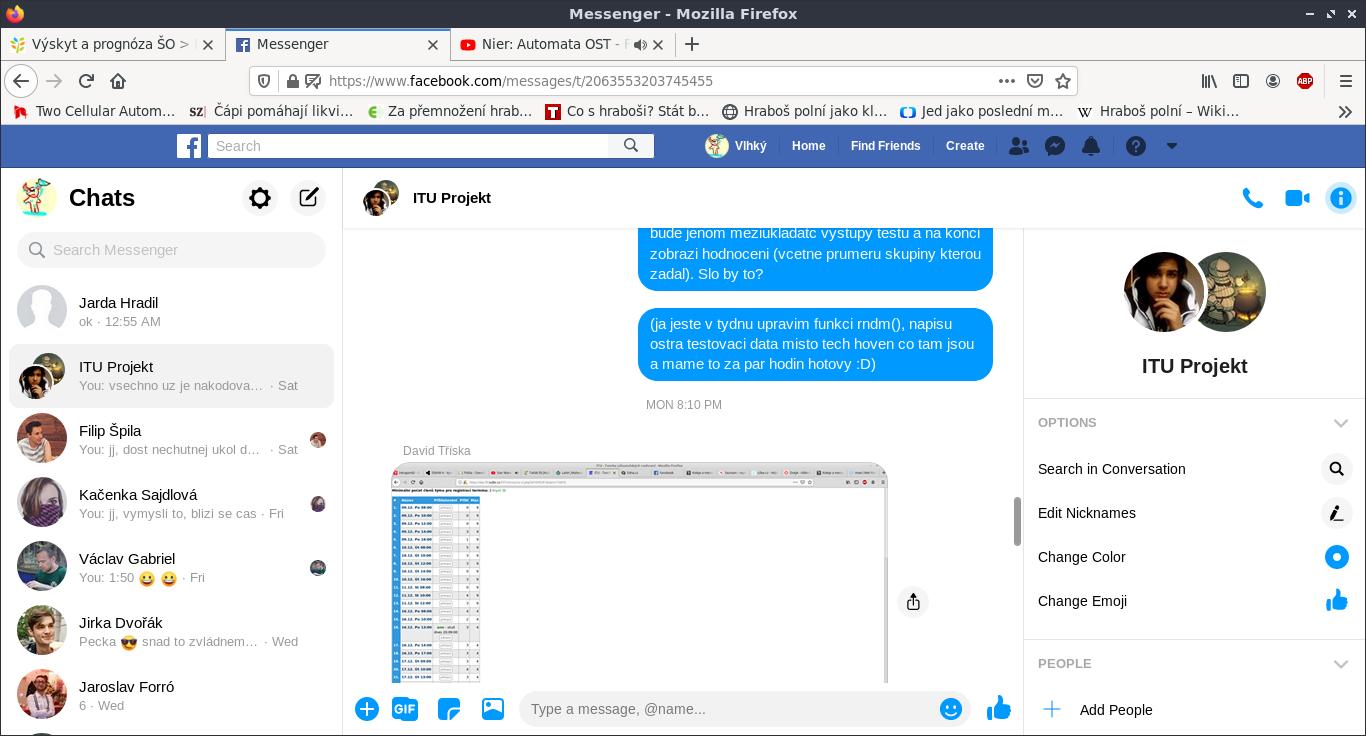 Messenger - Mozilla Firefox
Výskyt a prognóza ŠO >
Messenger
Nier: Automata OST -
https://www.facebook.com/messages/t/2063553203745455
ABP
Two Cellular Autom…
SZ Čápi pomáhají likvi…
Za přemnožení hrab…
T Co s hraboši? Stát b…
Hraboš polní jako kl…
Jed jako poslední m…
W Hraboš polní – Wiki…
Search
Vlhký
Home
Find Friends
Create
Chats
Search Messenger
Jarda Hradil
ok · 12:55 AM
ITU Projekt
You: vsechno uz je nakodova… · Sat
Filip Špila
You: jj, dost nechutnej ukol d… · Sat
Kačenka Sajdlová
You: jj, vymysli to, blizi se cas · Fri
Václav Gabriel
You: 1:50 😀 😀 · Fri
Jirka Dvořák
Pecka 😎 snad to zvládnem… · Wed
Jaroslav Forró
6 · Wed
ITU Projekt
bude jenom meziukladatc vystupy testu a na konci
zobrazi hodnoceni (vcetne prumeru skupiny kterou
zadal). Slo by to?
(ja jeste v tydnu upravim funkci rndm(), napisu
ostra testovaci data misto tech hoven co tam jsou
a mame to za par hodin hotovy :D)
MON 8:10 PM
David Tříska
GIF
Type a message, @name...
ITU Projekt
OPTIONS
Search in Conversation
Edit Nicknames
Change Color
Change Emoji
PEOPLE
Add People